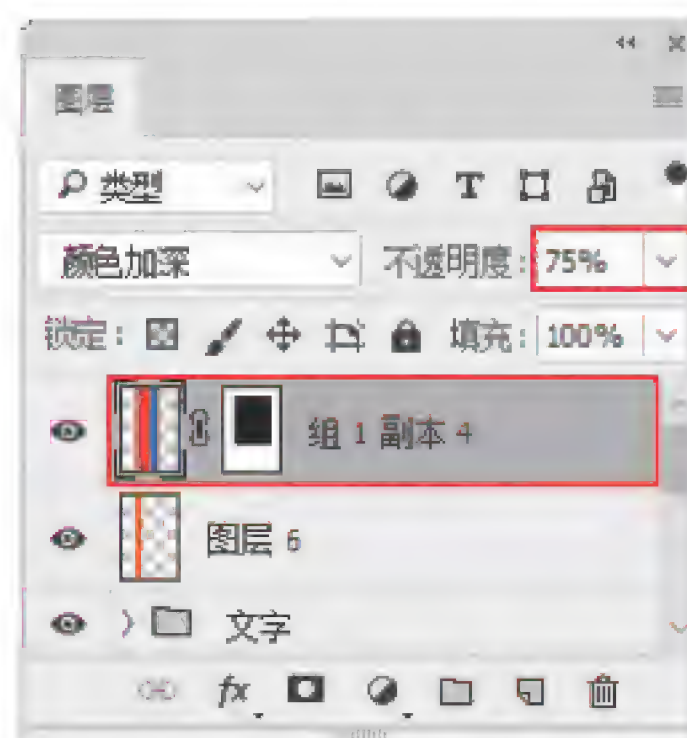 图层
类型
颜色加深 不透明度: 75%
锁定: 填充: 100%
组 1 副本 4
图层 6
文字
fx